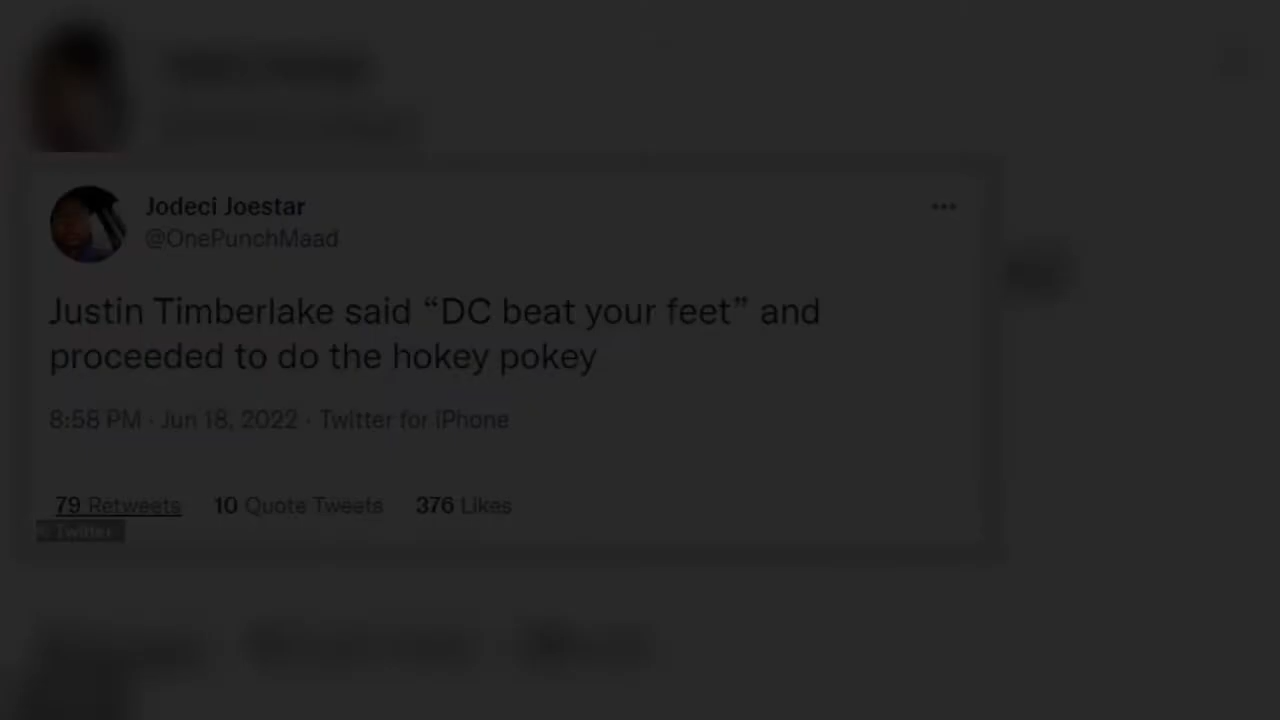 Jodeci Joestar
@OnePunchMaad
Justin Timberlake said “DC beat your feet” and
proceeded to do the hokey pokey
8:58 PM · Jun 18, 2022 · Twitter for iPhone
79 Retweets 10 Quote Tweets 376 Likes
© Twitter